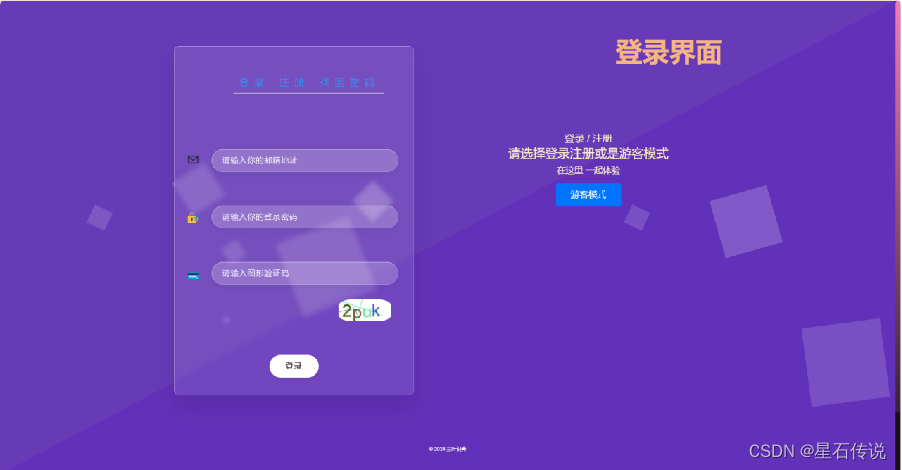 登录界面
登录 注册 找回密码
请输入你的邮箱地址
请输入你的登录密码
请输入图形验证码
2puk
登录
登录 / 注册
请选择登录注册或是游客模式
在这里 一起体验
游客模式
CSDN @星石传说